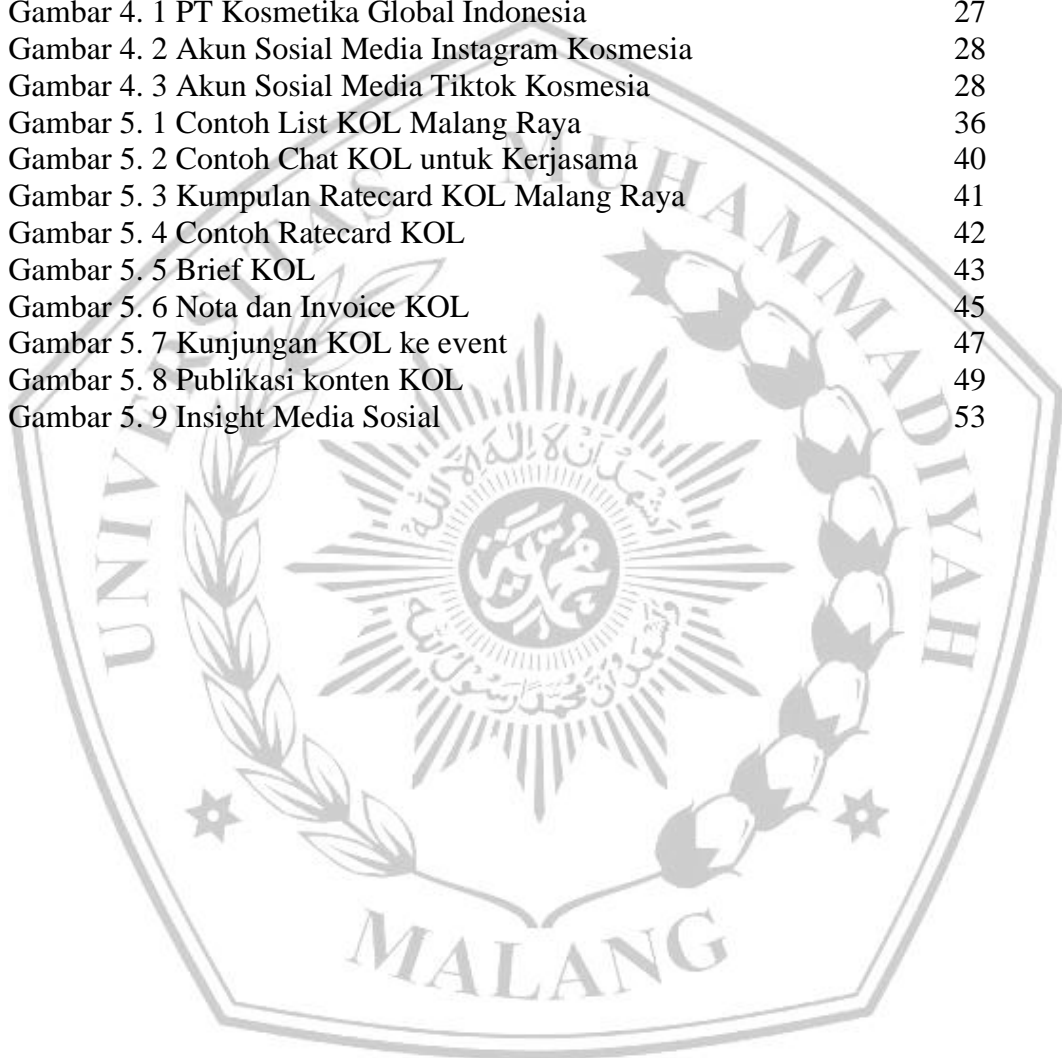 Gambar 4. 1 PT Kosmetika Global Indonesia 27
Gambar 4. 2 Akun Sosial Media Instagram Kosmesia 28
Gambar 4. 3 Akun Sosial Media Tiktok Kosmesia 28
Gambar 5. 1 Contoh List KOL Malang Raya 36
Gambar 5. 2 Contoh Chat KOL untuk Kerjasama 40
Gambar 5. 3 Kumpulan Ratecard KOL Malang Raya 41
Gambar 5. 4 Contoh Ratecard KOL 42
Gambar 5. 5 Brief KOL 43
Gambar 5. 6 Nota dan Invoice KOL 45
Gambar 5. 7 Kunjungan KOL ke event 47
Gambar 5. 8 Publikasi konten KOL 49
Gambar 5. 9 Insight Media Sosial 53
UNIVERSITAS MUHAMMADIYAH
MALANG